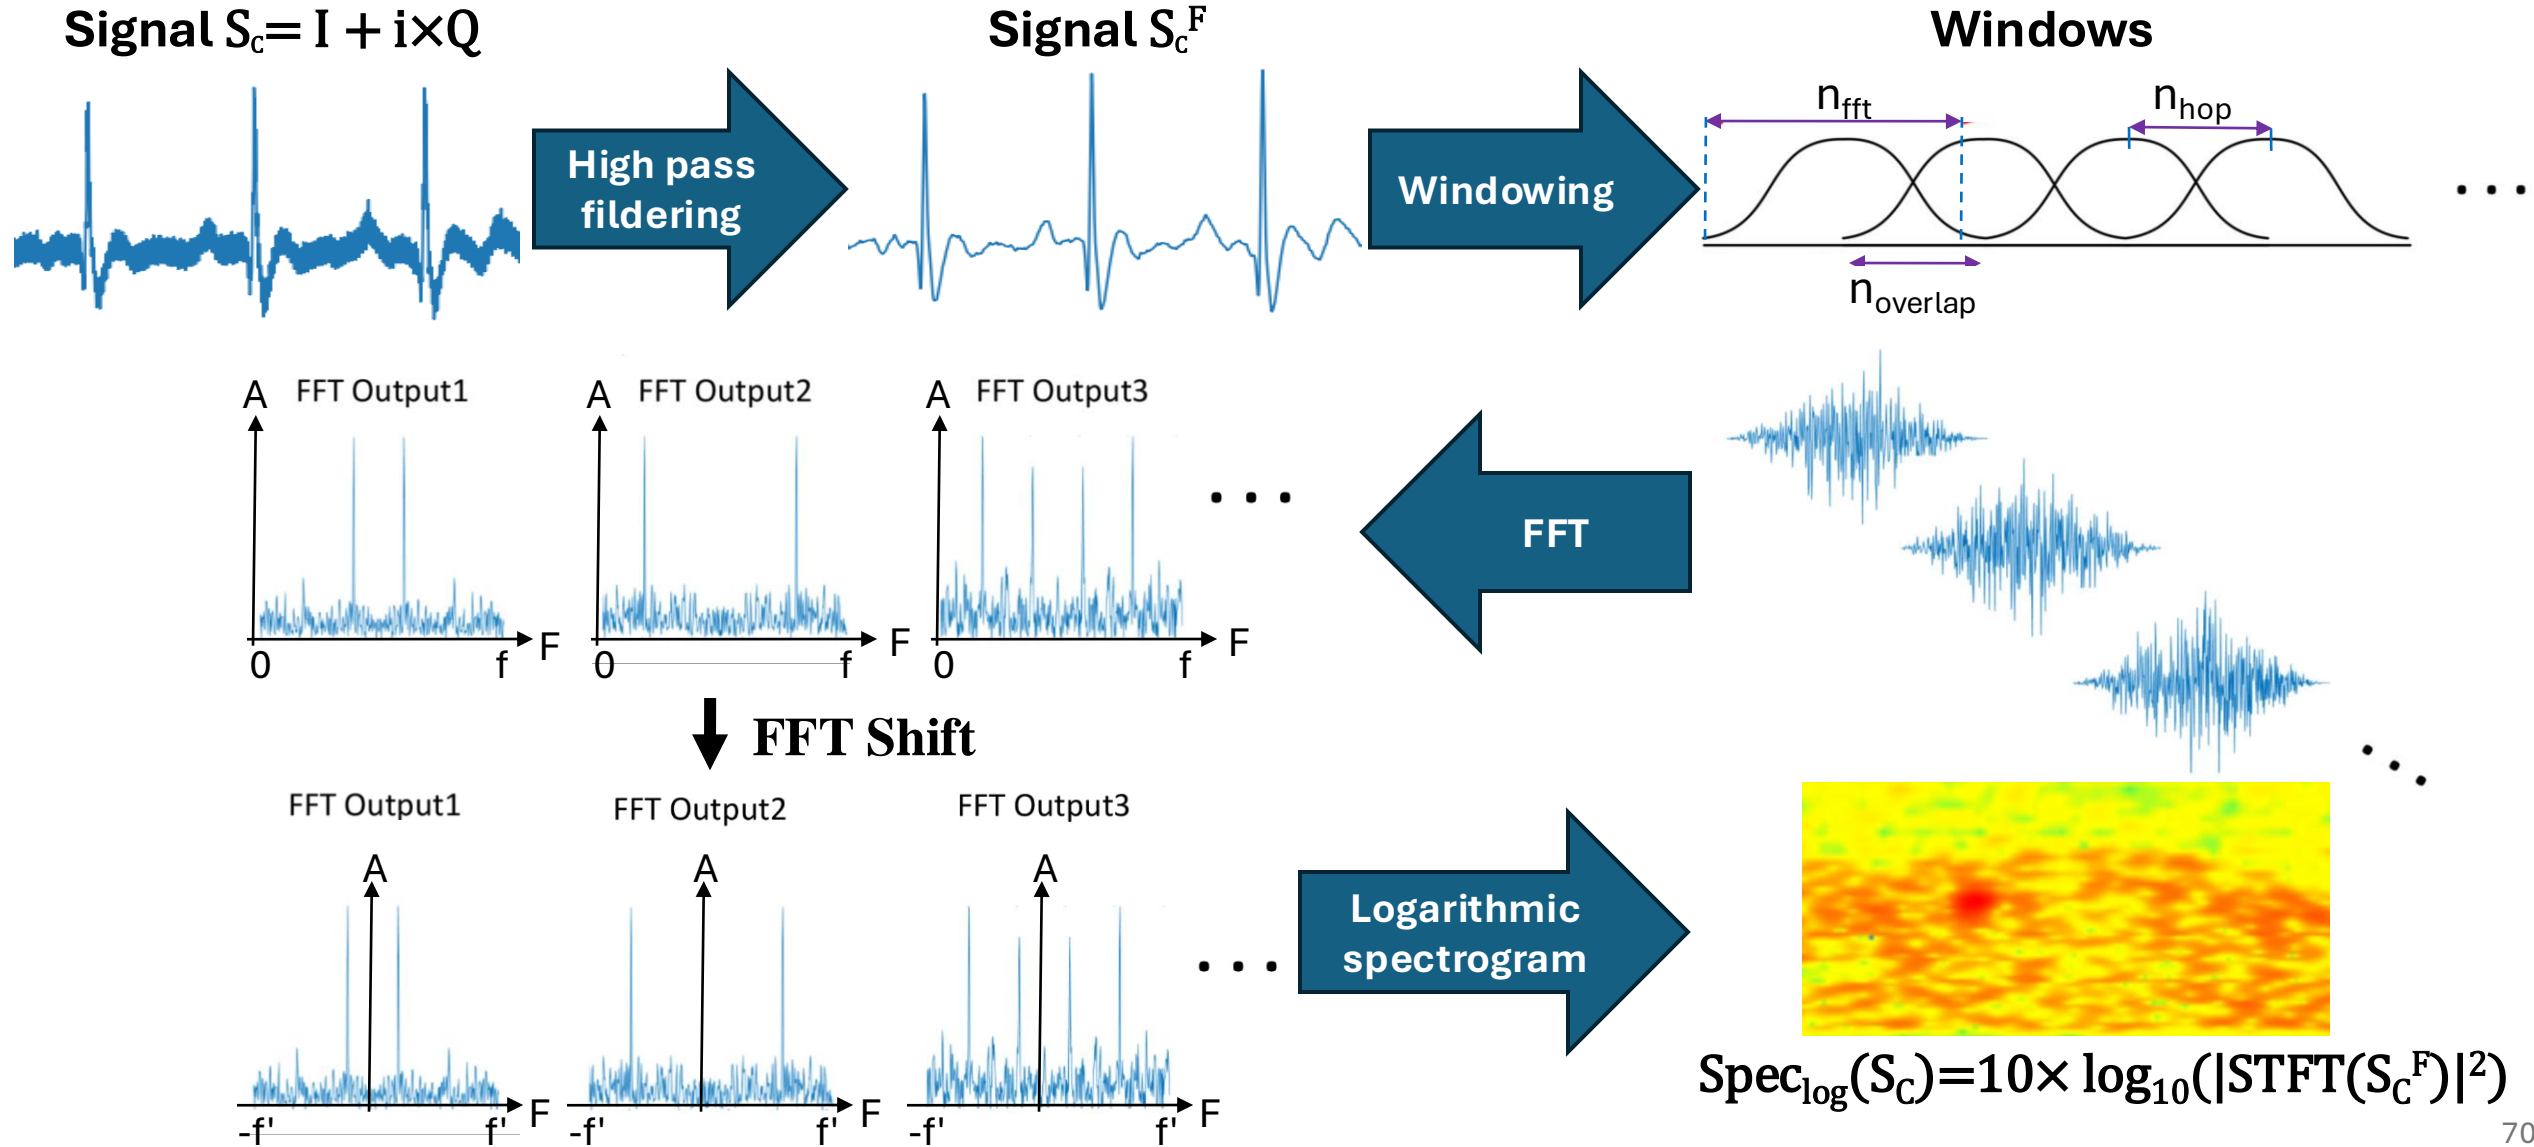 Signal S_c= I + i×Q
Signal S_c^F
Windows
High pass
fildering
Windowing
n_fft
n_hop
n_overlap
A
FFT Output1
A
FFT Output2
A
FFT Output3
F
0
f
F
0
f
F
0
f
FFT
FFT Shift
FFT Output1
FFT Output2
FFT Output3
A
A
A
F
-f'
f'
F
-f'
f'
F
-f'
f'
Logarithmic
spectrogram
Spec_log(S_C)=10× log_10(|STFT(S_C^F)|^2)
70